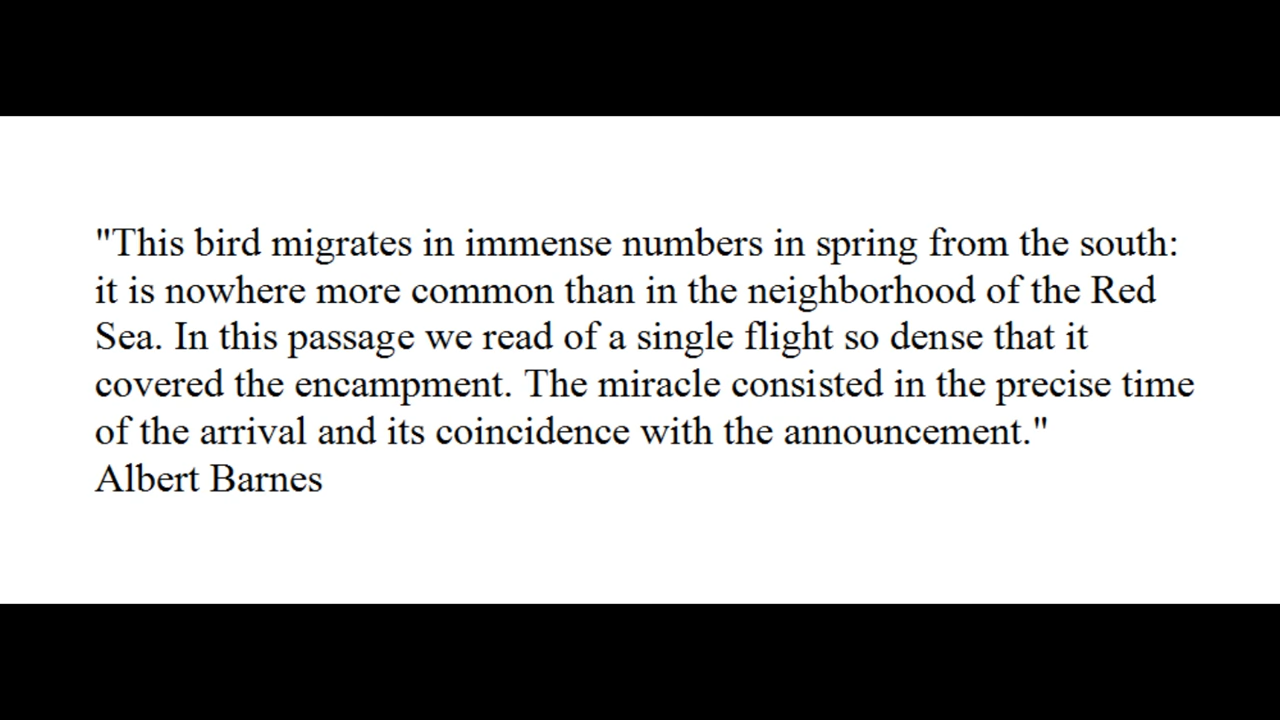 "This bird migrates in immense numbers in spring from the south:
it is nowhere more common than in the neighborhood of the Red
Sea. In this passage we read of a single flight so dense that it
covered the encampment. The miracle consisted in the precise time
of the arrival and its coincidence with the announcement."
Albert Barnes